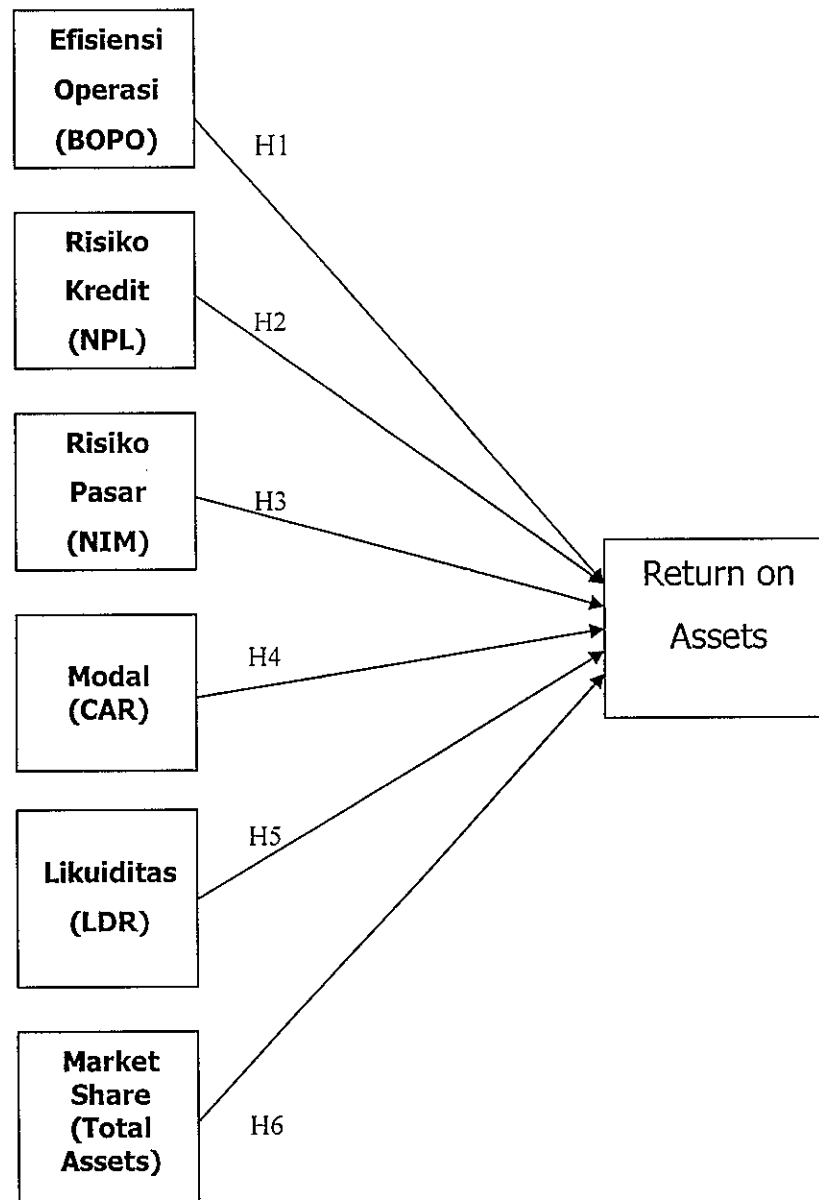 Efisiensi
Operasi
(BOPO)
H1
Risiko
Kredit
(NPL)
H2
Risiko
Pasar
(NIM)
H3
Return on
Assets
Modal
(CAR)
H4
Likuiditas
(LDR)
H5
Market
Share
(Total
Assets)
H6